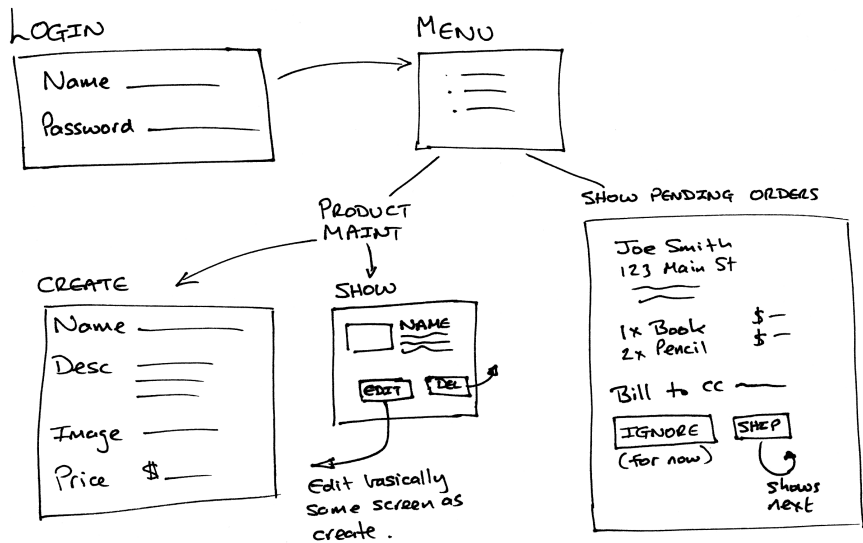 LOGIN
Name
Password
MENU
PRODUCT
MAINT
CREATE
Name
Desc
Image
Price $
SHOW
NAME
EDIT
DEL
Edit basically
same screen as
create.
SHOW PENDING ORDERS
Joe Smith
123 Main St
1x Book $ —
2x Pencil $ —
Bill to cc
IGNORE
(for now)
SHIP
shows
next